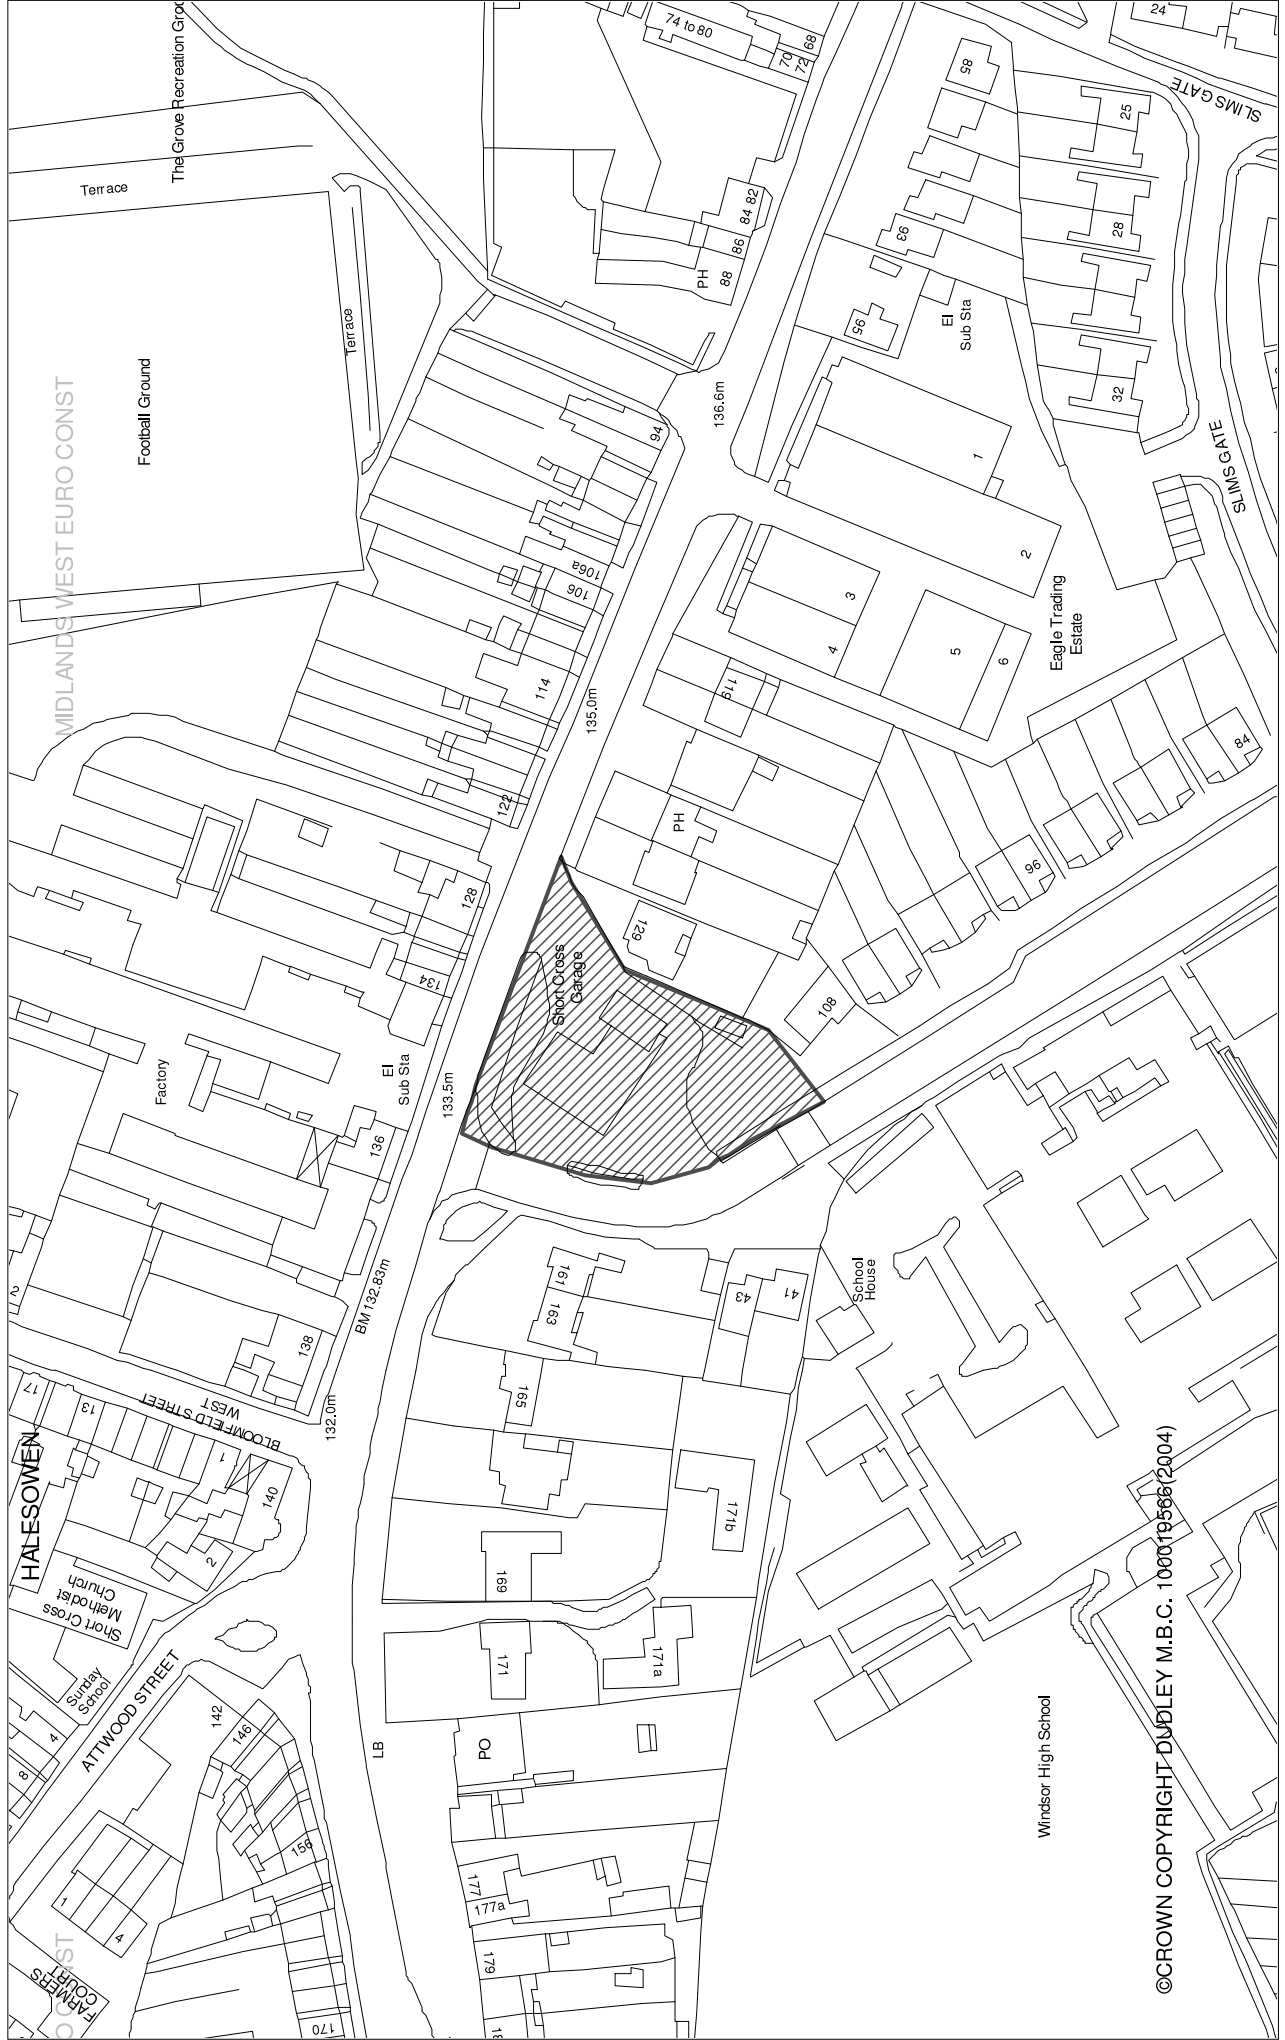 24
74 to 80
68
70
72
85
SLIMS GATE
25
The Grove Recreation Grou
Terrace
82
84
86
88
PH
93
28
El
Sub Sta
95
Terrace
Football Ground
MIDLANDS WEST EURO CONST
136.6m
32
94
1
SLIMS GATE
2
106a
106
3
4
5
6
Eagle Trading
Estate
114
119
135.0m
84
122
PH
96
128
129
134
Short Cross
Garage
108
Factory
El
Sub Sta
133.5m
136
BM 132.83m
161
163
43
41
School
House
2
138
132.0m
BLOOMFIELD STREET
WEST
17
13
1
165
HALESOWEN
140
2
171b
169
Short Cross
Methodist
Church
Sunday
School
171
171a
ATTWOOD STREET
4
8
142
146
LB
PO
Windsor High School
156
1
4
177
177a
179
170
18
FARMERS
COURT
O CONST
©CROWN COPYRIGHT DUDLEY M.B.C. 100019566(2004)